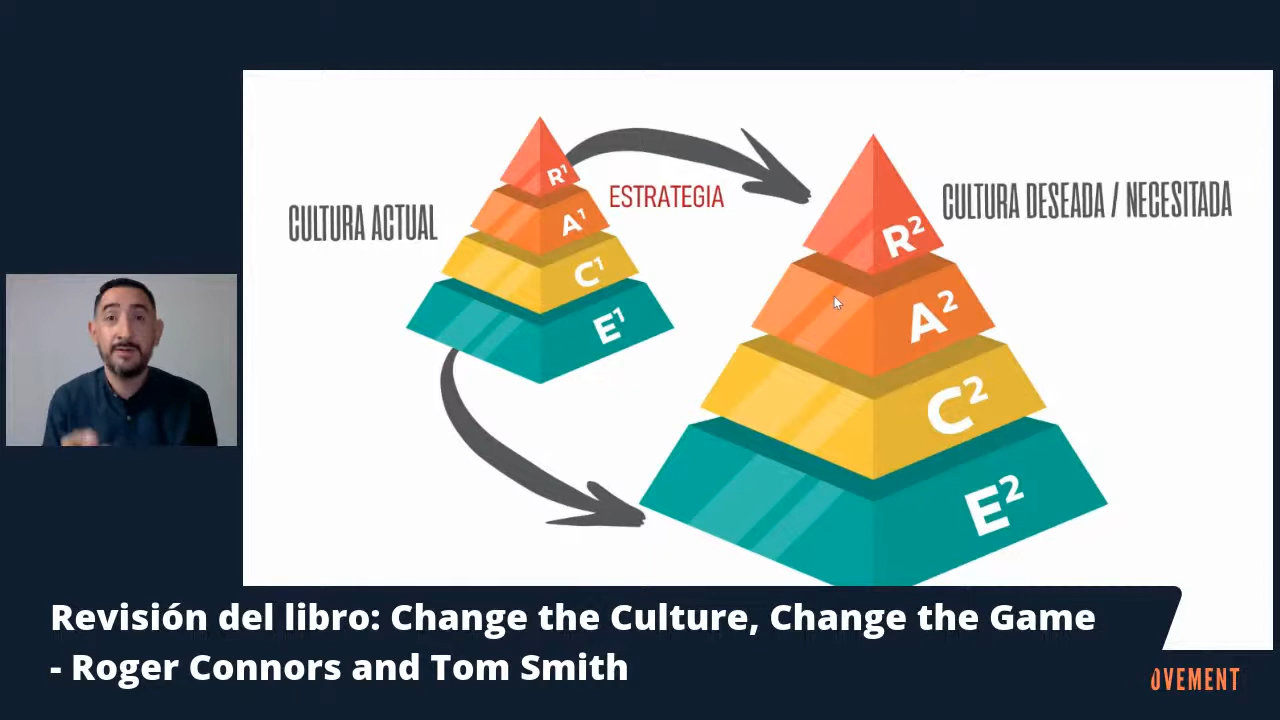 R¹
A¹
C¹
E¹
CULTURA ACTUAL
ESTRATEGIA
CULTURA DESEADA / NECESITADA
R²
A²
C²
E²
Revisión del libro: Change the Culture, Change the Game
- Roger Connors and Tom Smith
OVEMENT